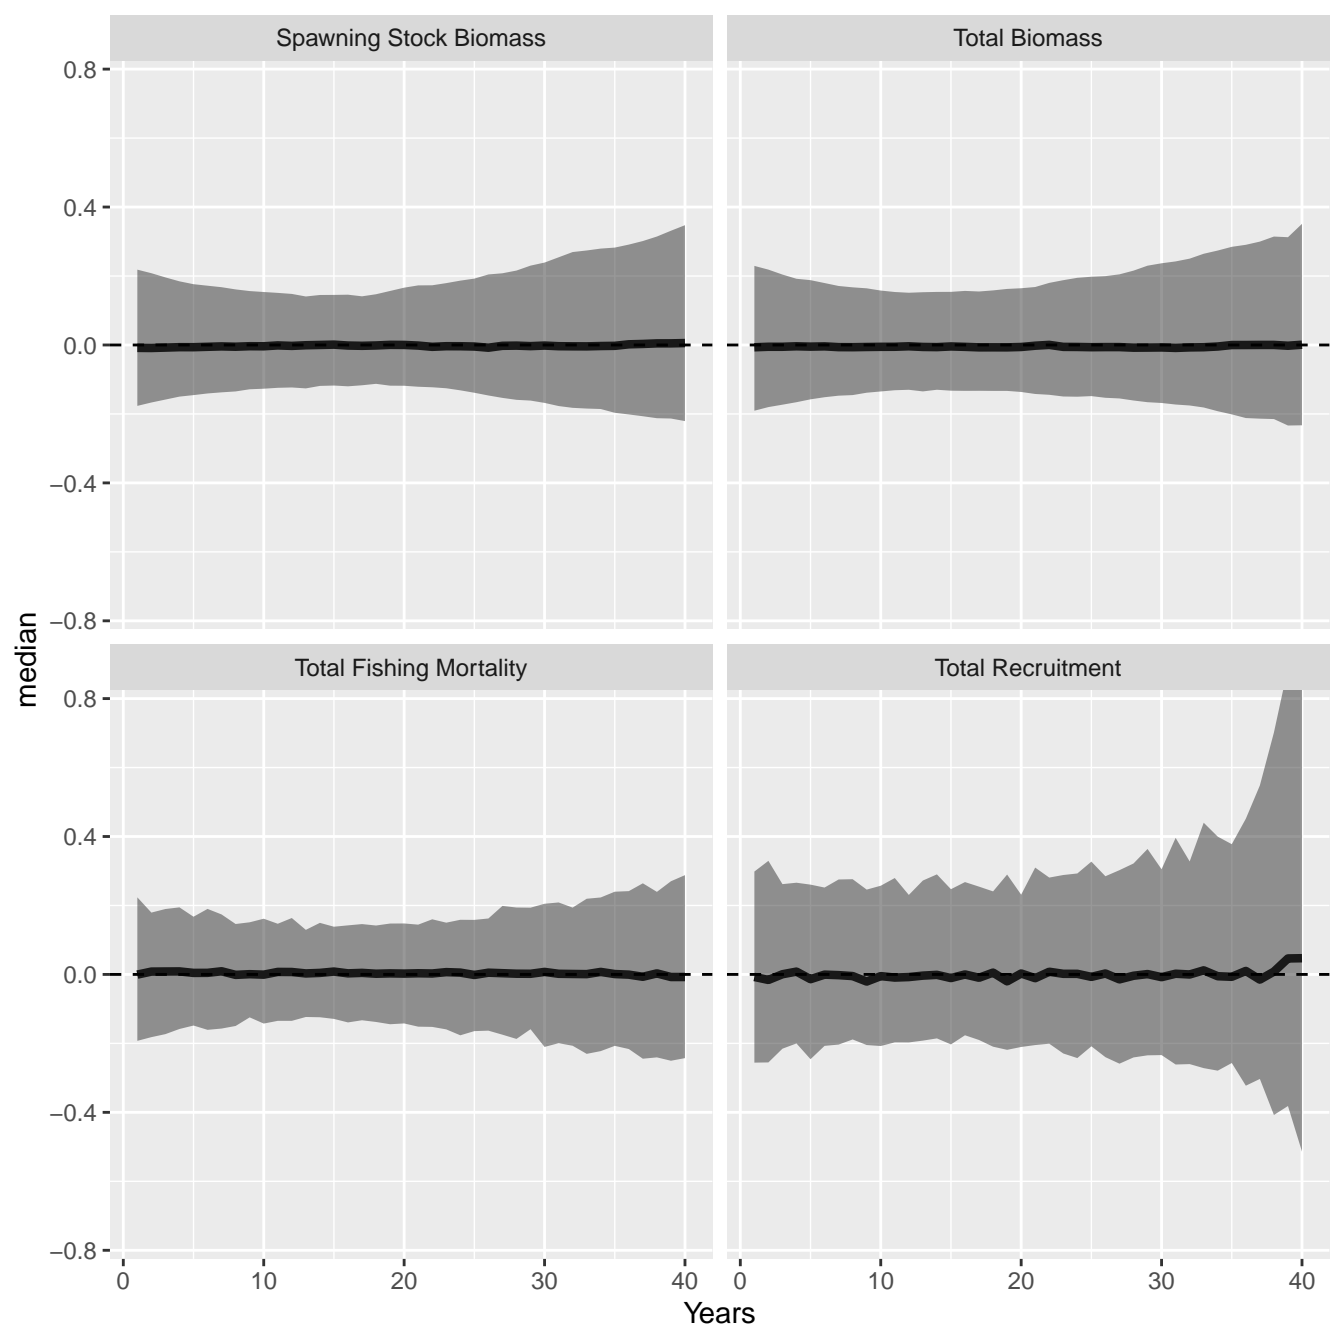 Spawning Stock Biomass
Total Biomass
0.8
0.4
0.0
−0.4
−0.8
median
Total Fishing Mortality
Total Recruitment
0.8
0.4
0.0
−0.4
−0.8
0 10 20 30 40
0 10 20 30 40
Years